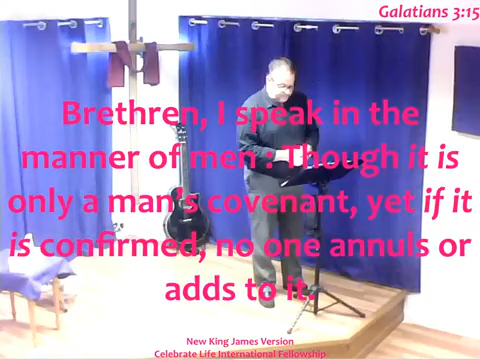 Galatians 3:15
Brethren, I speak in the
manner of men : Though it is
only a man's covenant, yet if it
is confirmed, no one annuls or
adds to it.
New King James Version
Celebrate Life International Fellowship